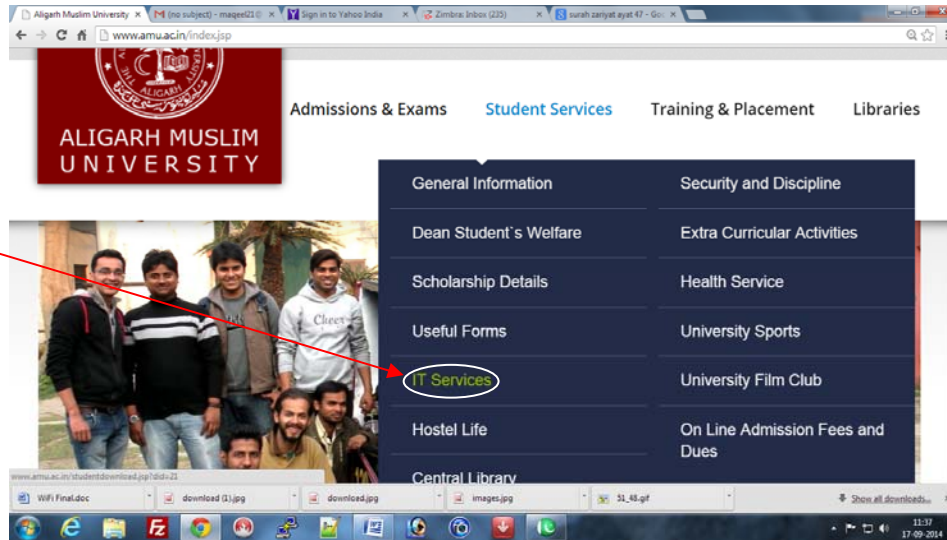 Aligarh Muslim University
(no subject) - maqeel21@
Sign in to Yahoo India
Zimbra: Inbox (235)
surah zariyat ayat 47 - Goo
www.amu.ac.in/index.jsp
ALIGARH MUSLIM
UNIVERSITY
Admissions & Exams
Student Services
Training & Placement
Libraries
General Information
Security and Discipline
Dean Student`s Welfare
Extra Curricular Activities
Scholarship Details
Health Service
Useful Forms
University Sports
IT Services
University Film Club
Hostel Life
On Line Admission Fees and
Dues
Central Library
Cheer
www.amu.ac.in/studentdownload.jsp?did=21
WiFi Final.doc
download (1).jpg
download.jpg
images.jpg
51_48.gif
Show all downloads...
11:37
17-09-2014